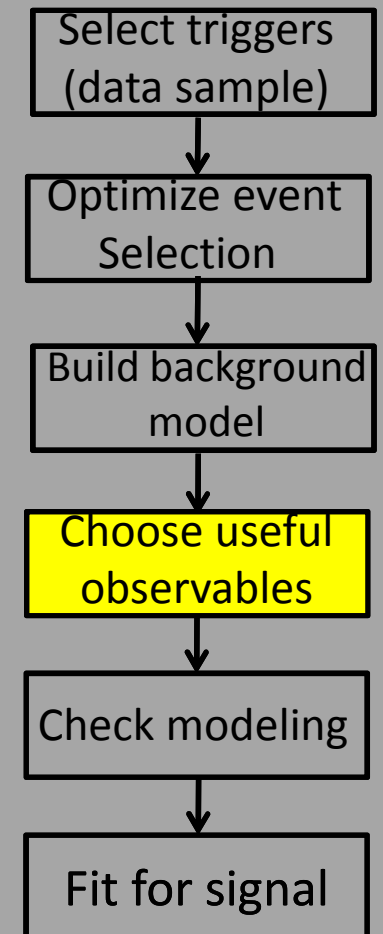 Select triggers
(data sample)
Optimize event
Selection
Build background
model
Choose useful
observables
Check modeling
Fit for signal